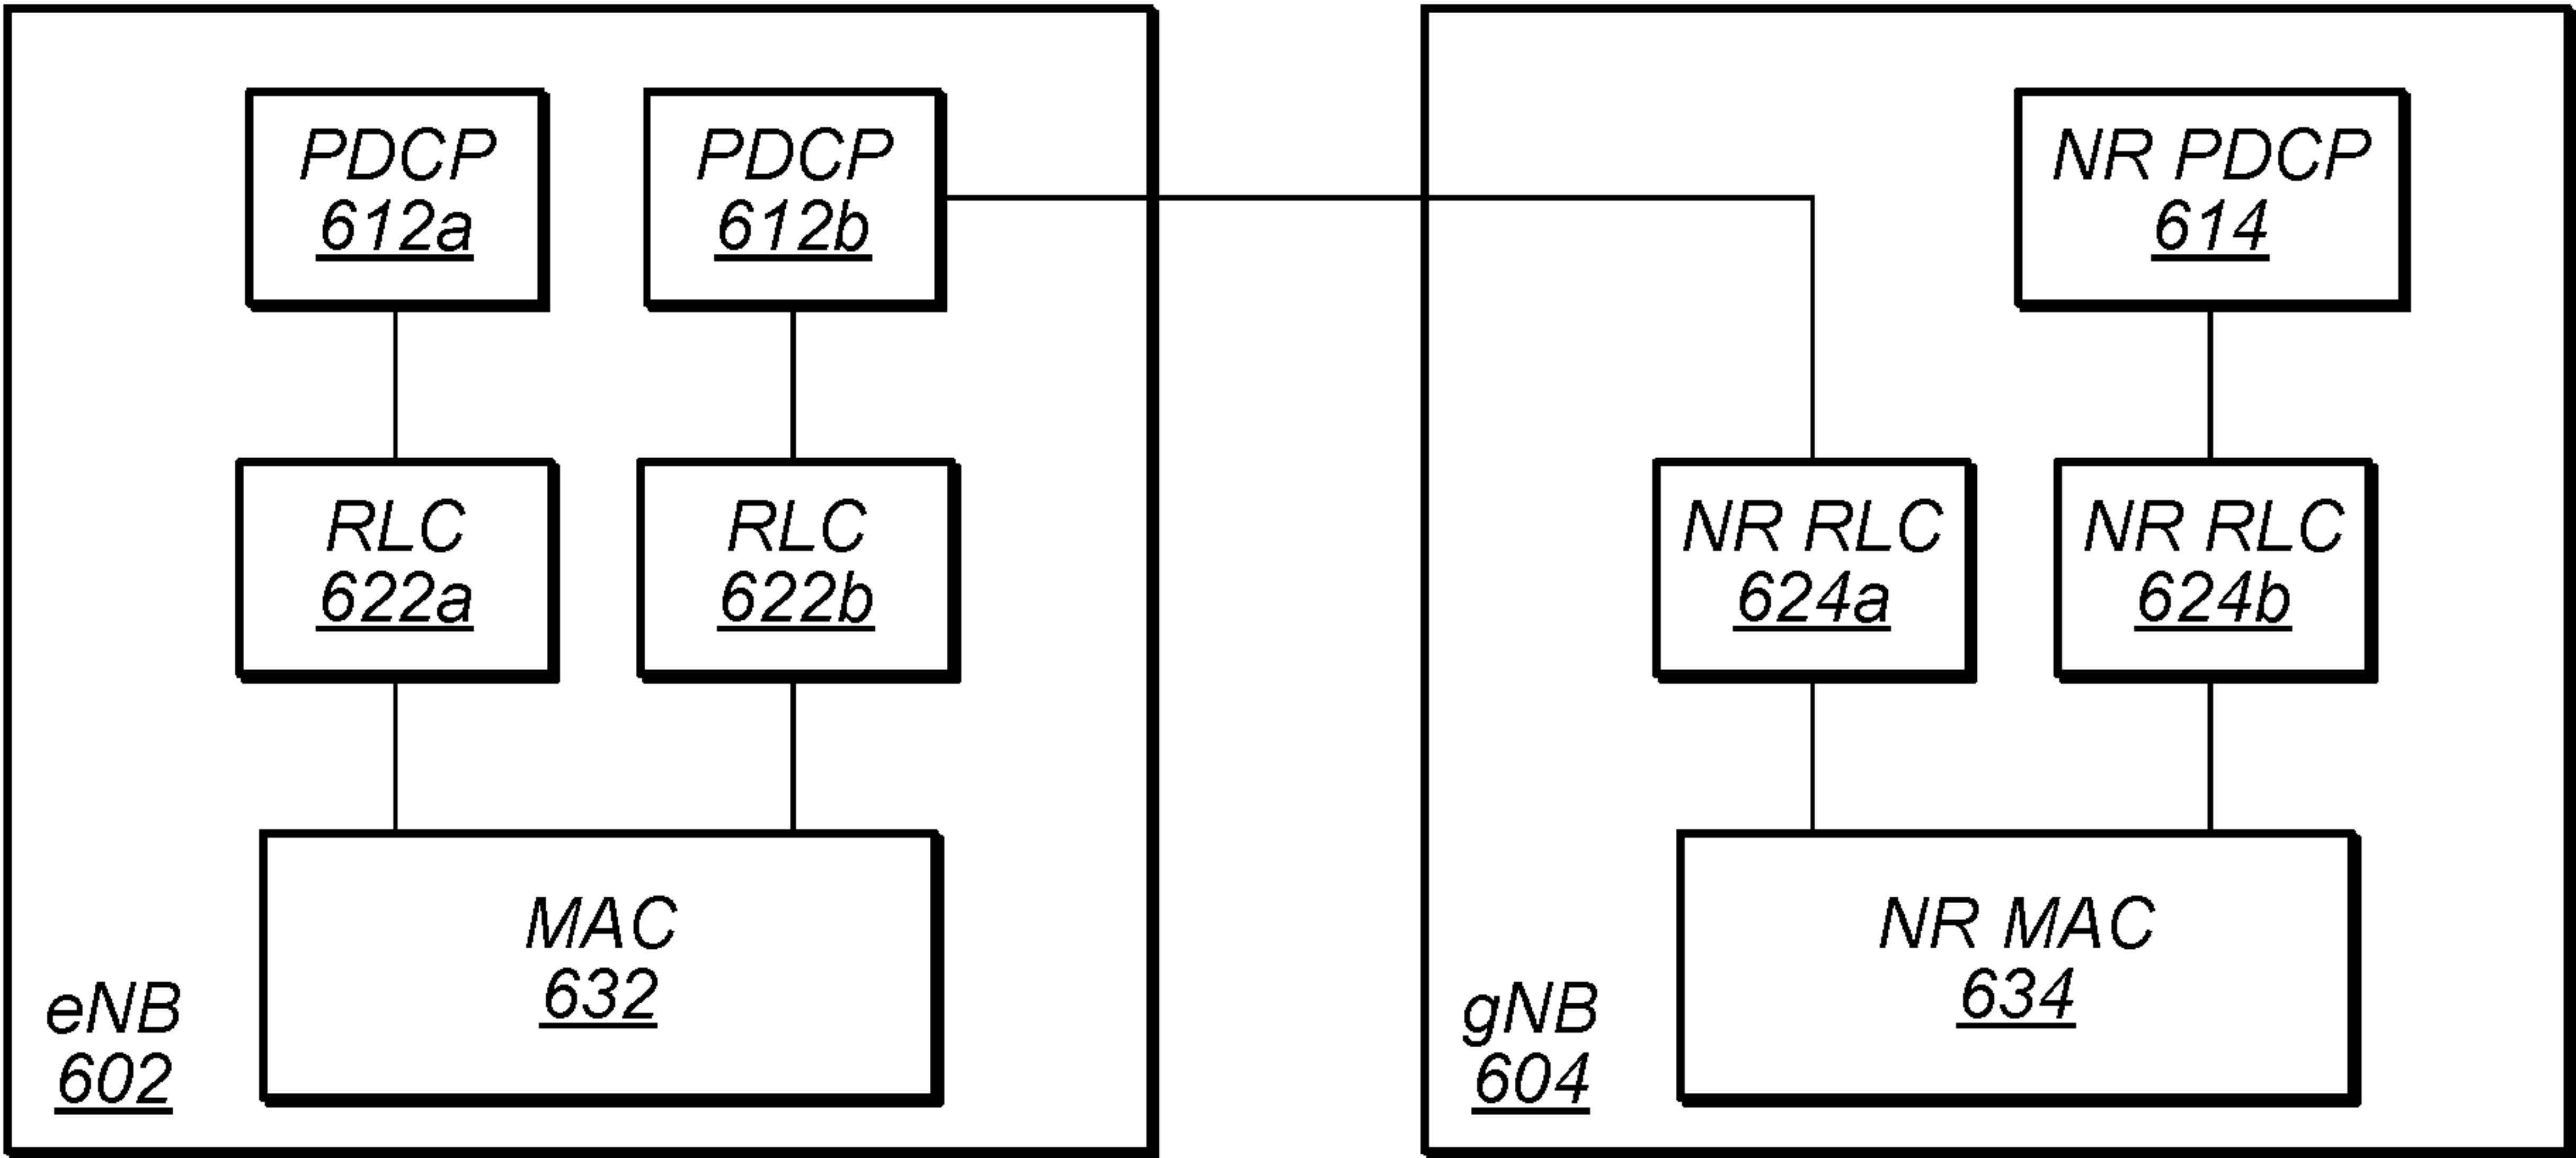 PDCP
612a
PDCP
612b
NR PDCP
614
RLC
622a
RLC
622b
NR RLC
624a
NR RLC
624b
MAC
632
eNB
602
NR MAC
634
gNB
604